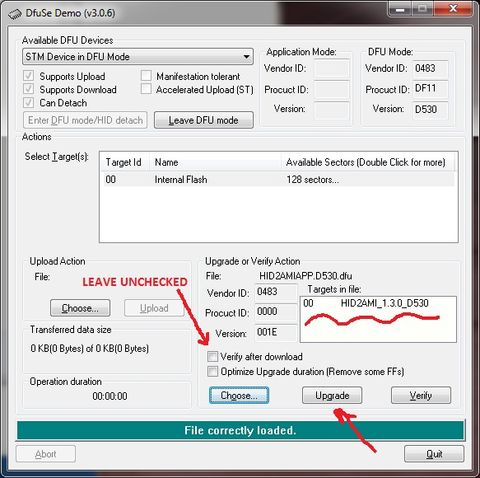 DfuSe Demo (v3.0.6)
Available DFU Devices
STM Device in DFU Mode
Supports Upload
Manifestation tolerant
Supports Download
Accelerated Upload (ST)
Can Detach
Enter DFU mode/HID detach
Leave DFU mode
Application Mode:
Vendor ID:
Procuct ID:
Version:
DFU Mode:
Vendor ID: 0483
Procuct ID: DF11
Version: D530
Actions
Select Target(s):
Target Id Name Available Sectors (Double Click for more)
00 Internal Flash 128 sectors...
Upload Action
File:
Choose...
Upload
Transferred data size
0 KB(0 Bytes) of 0 KB(0 Bytes)
Operation duration
00:00:00
LEAVE UNCHECKED
Upgrade or Verify Action
File: HID2AMIAPP.D530.dfu
Vendor ID: 0483
Procuct ID: 0000
Version: 001E
Targets in file:
00 HID2AMI_1.3.0_D530
Verify after download
Optimize Upgrade duration (Remove some FFs)
Choose...
Upgrade
Verify
File correctly loaded.
Abort
Quit